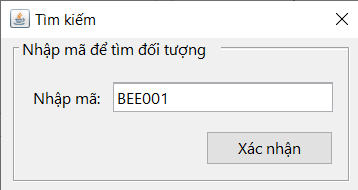 Tìm kiếm
Nhập mã để tìm đối tượng
Nhập mã: BEE001
Xác nhận